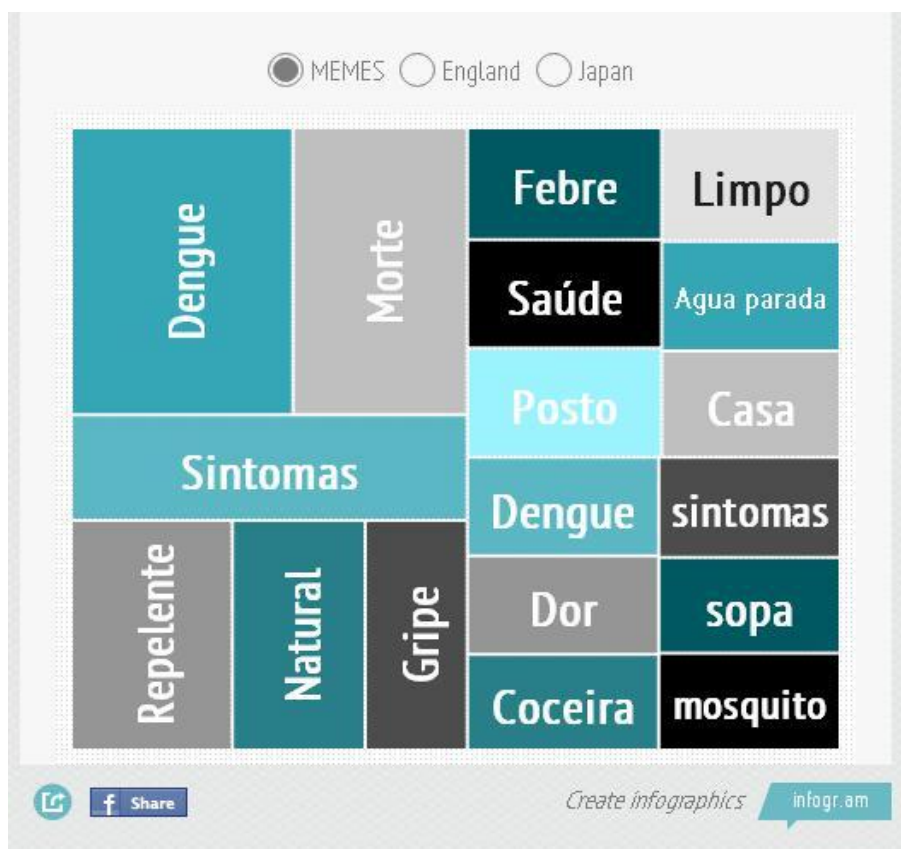 MEMES England Japan
Dengue
Morte
Sintomas
Repelente
Natural
Gripe
Febre
Limpo
Saúde
Agua parada
Posto
Casa
Dengue
sintomas
Dor
sopa
Coceira
mosquito
f Share
Create infographics
infogr.am